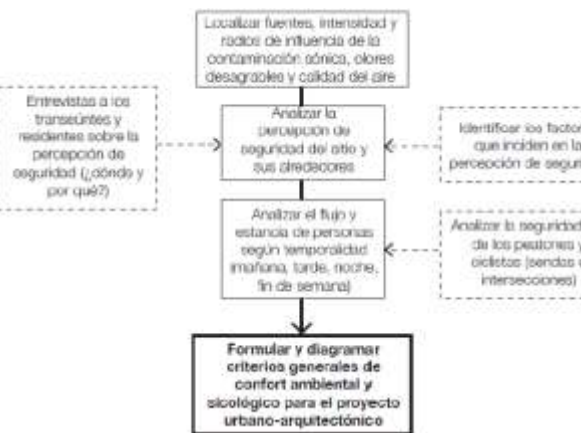 Localizar fuentes, intensidad y
radios de influencia de la
contaminación sónica, olores
desagrables y calidad del aire
Entrevistas a los
transeúntes y
residentes sobre la
percepción de
seguridad (¿dónde y
por qué?)
Analizar la
percepción de
seguridad del sitio y
sus alrededores
Identificar los factor
que inciden en la
percepción de segur
Analizar el flujo y
estancia de personas
según temporalidad
(mañana, tarde, noche,
fin de semana)
Analizar la seguridad
de los peatones y
ciclistas (sendas
intersecciones)
Formular y diagramar
criterios generales de
confort ambiental y
sicológico para el proyecto
urbano-arquitectónico